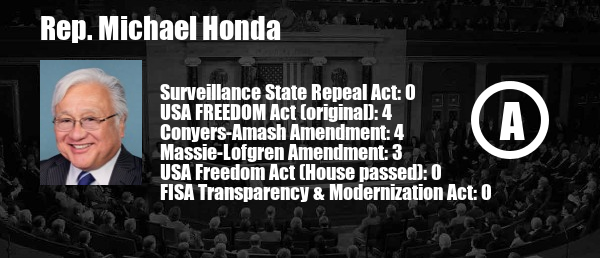 Rep. Michael Honda
Surveillance State Repeal Act: 0
USA FREEDOM Act (original): 4
Conyers-Amash Amendment: 4
Massie-Lofgren Amendment: 3
USA Freedom Act (House passed): 0
FISA Transparency & Modernization Act: 0
A